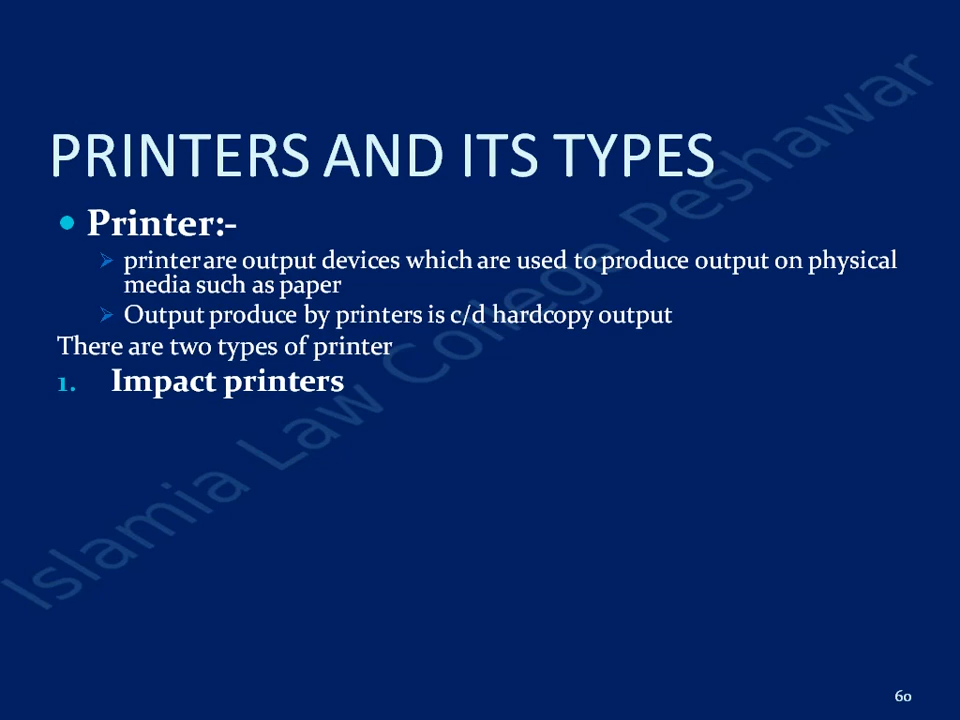 PRINTERS AND ITS TYPES
Printer:-
printer are output devices which are used to produce output on physical
media such as paper
Output produce by printers is c/d hardcopy output
There are two types of printer
1. Impact printers
Islamia Law College Peshawar
60